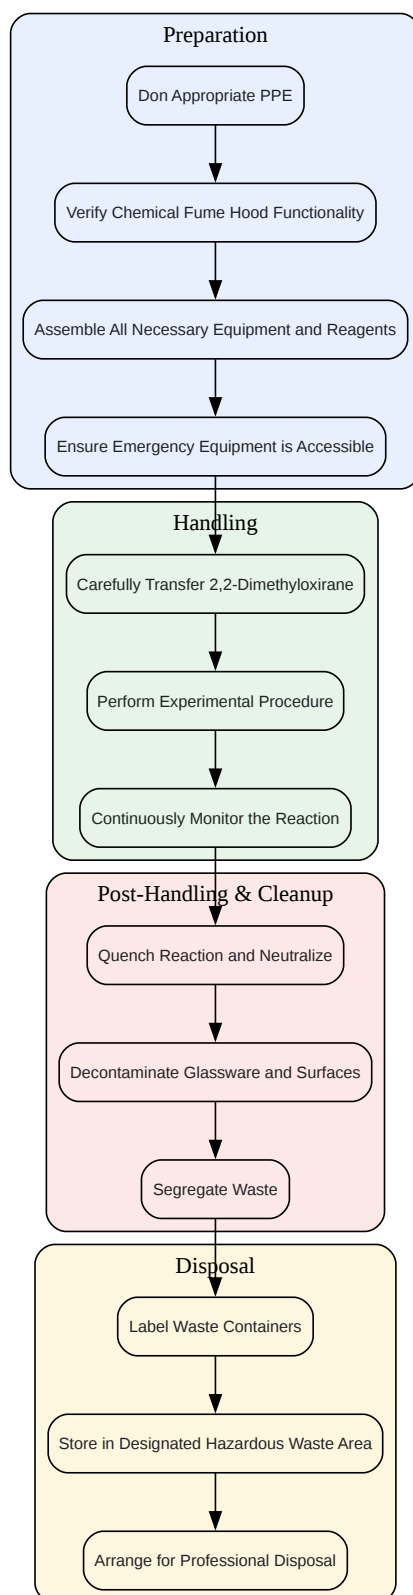 Preparation
Don Appropriate PPE
Verify Chemical Fume Hood Functionality
Assemble All Necessary Equipment and Reagents
Ensure Emergency Equipment is Accessible
Handling
Carefully Transfer 2,2-Dimethyloxirane
Perform Experimental Procedure
Continuously Monitor the Reaction
Post-Handling & Cleanup
Quench Reaction and Neutralize
Decontaminate Glassware and Surfaces
Segregate Waste
Disposal
Label Waste Containers
Store in Designated Hazardous Waste Area
Arrange for Professional Disposal